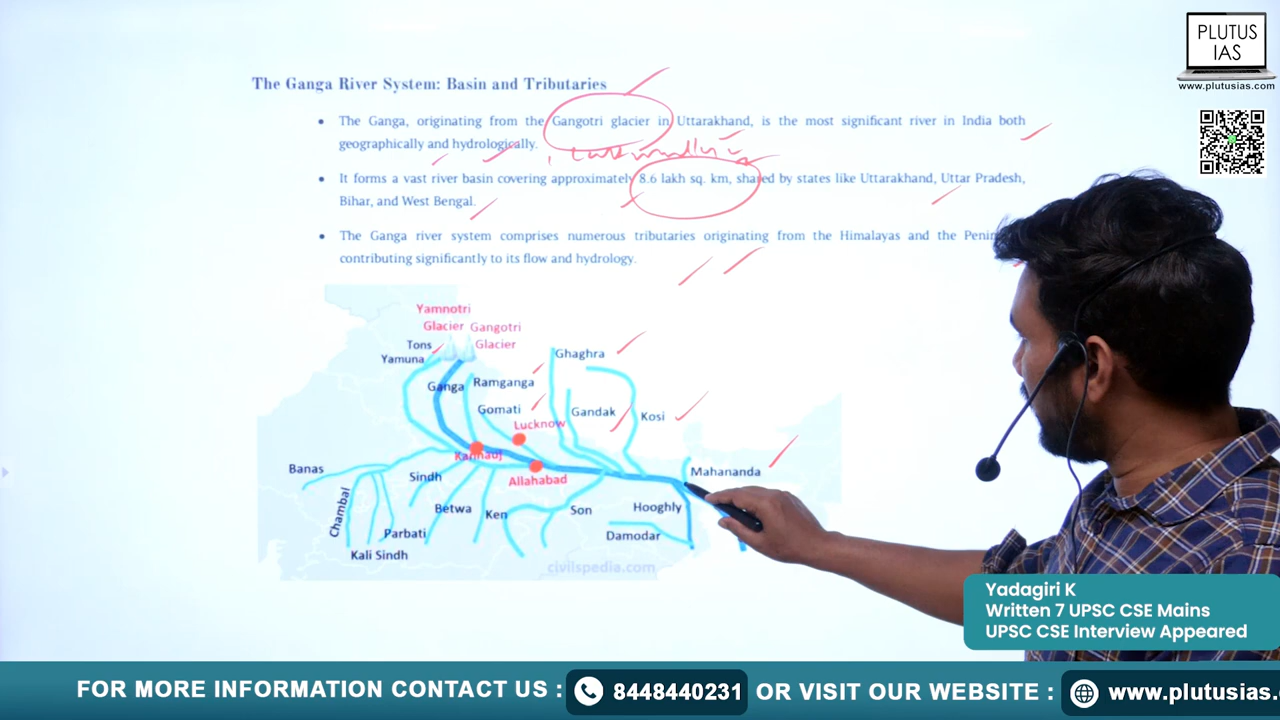 PLUTUS
IAS
www.plutusias.com
The Ganga River System: Basin and Tributaries
• The Ganga, originating from the Gangotri glacier in Uttarakhand, is the most significant river in India both
geographically and hydrologically.
• It forms a vast river basin covering approximately 8.6 lakh sq. km, shared by states like Uttarakhand, Uttar Pradesh,
Bihar, and West Bengal.
• The Ganga river system comprises numerous tributaries originating from the Himalayas and the
contributing significantly to its flow and hydrology.
Yamnotri
Glacier
Gangotri
Glacier
Tons
Yamuna
Ghaghra
Ganga
Ramganga
Gomati
Gandak
Kosi
Lucknow
Kannauj
Banas
Sindh
Allahabad
Mahananda
Chambal
Betwa
Ken
Son
Hooghly
Parbati
Damodar
Kali Sindh
civilspedia.com
Yadagiri K
Written 7 UPSC CSE Mains
UPSC CSE Interview Appeared
FOR MORE INFORMATION CONTACT US : 8448440231 OR VISIT OUR WEBSITE : www.plutusias.